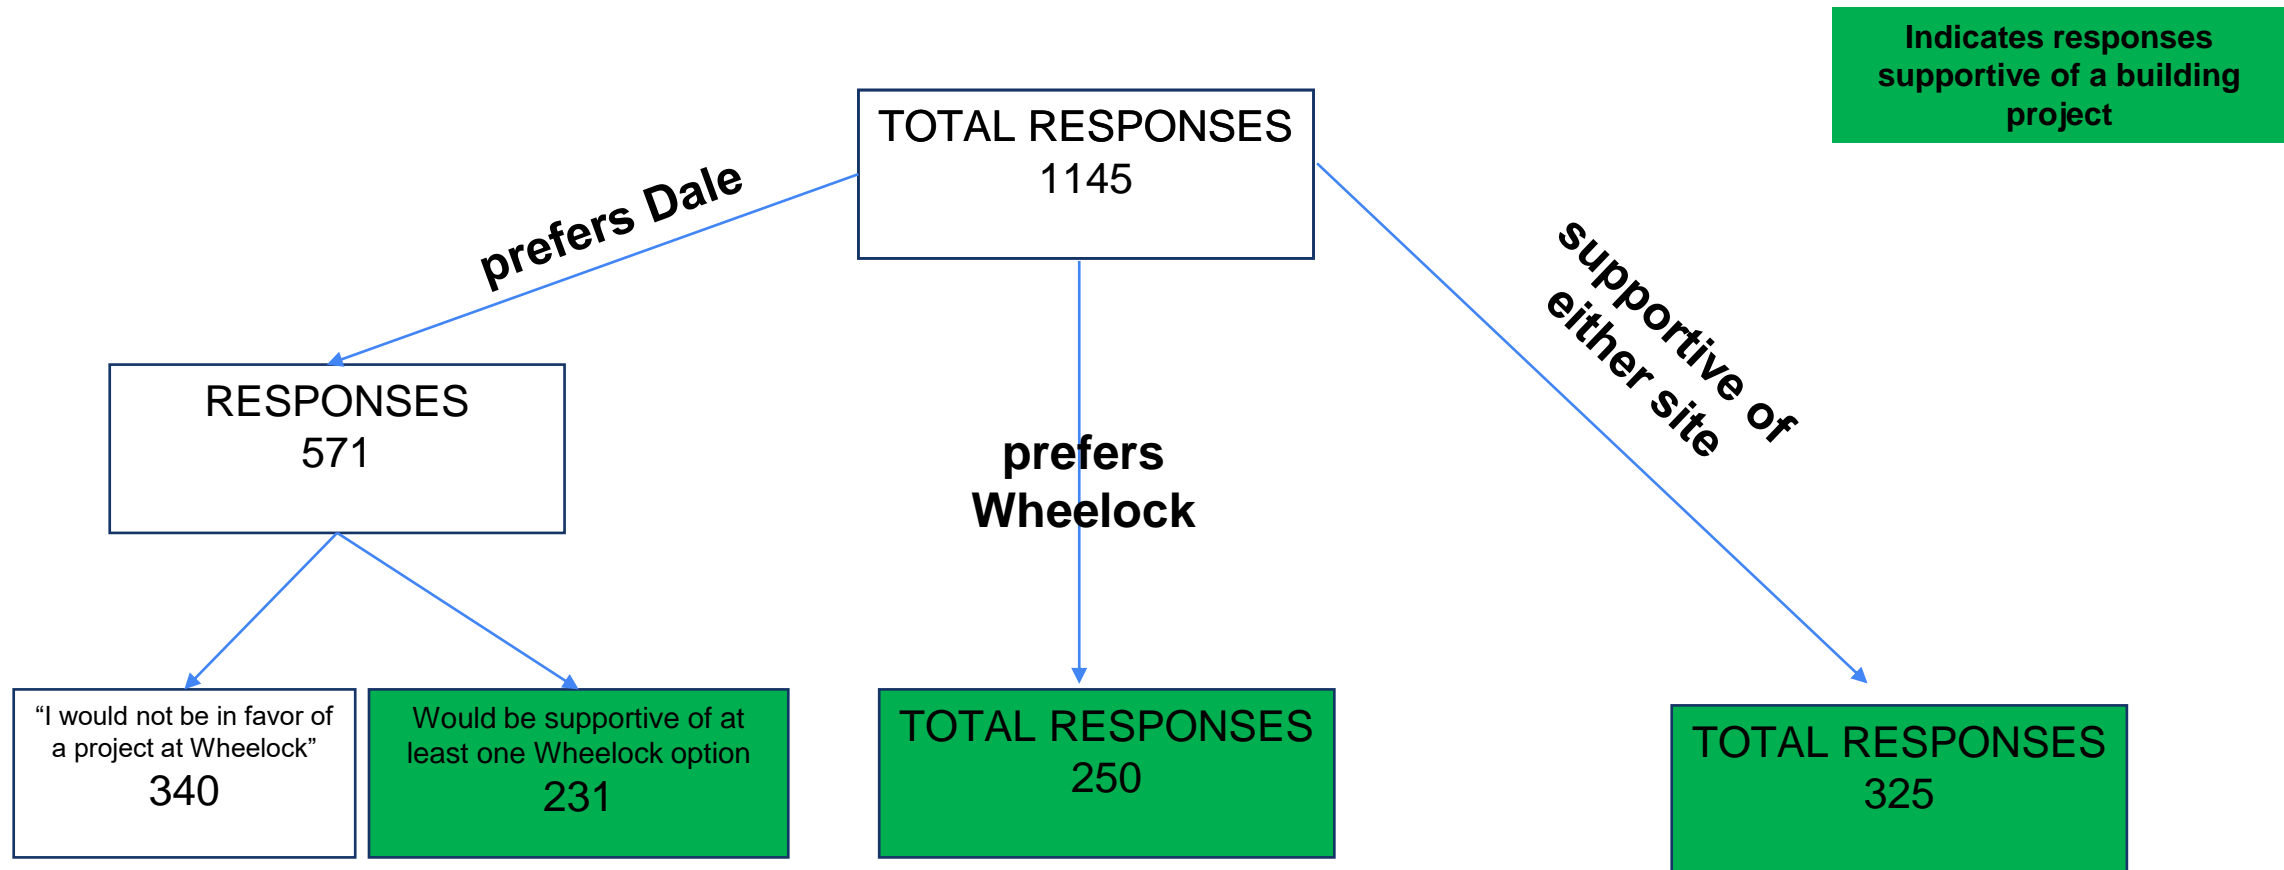 Indicates responses
supportive of a building
project
TOTAL RESPONSES
1145
prefers Dale
supportive of
either site
RESPONSES
571
prefers
Wheelock
“I would not be in favor of
a project at Wheelock”
340
Would be supportive of at
least one Wheelock option
231
TOTAL RESPONSES
250
TOTAL RESPONSES
325